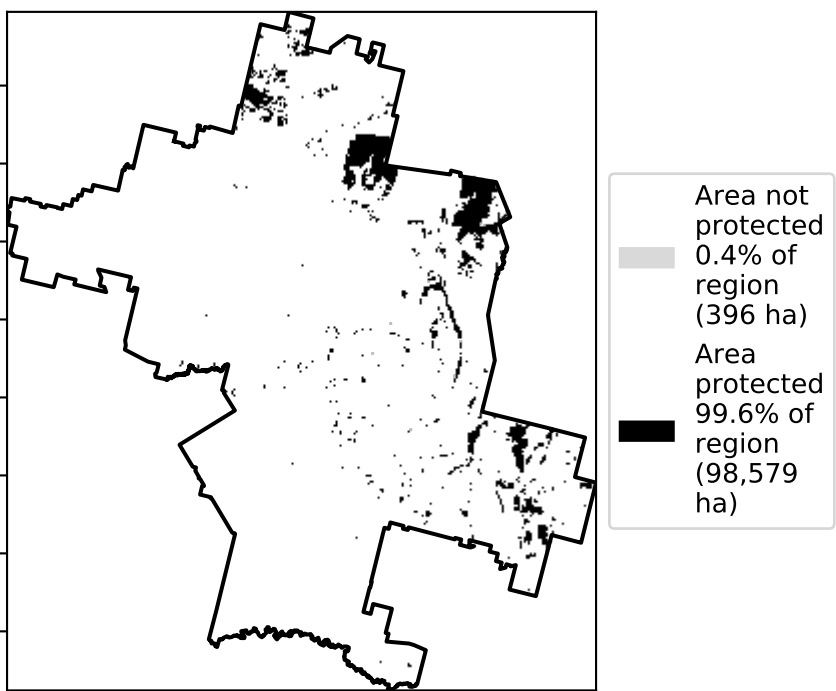 Area not
protected
0.4% of
region
(396 ha)
Area
protected
99.6% of
region
(98,579
ha)